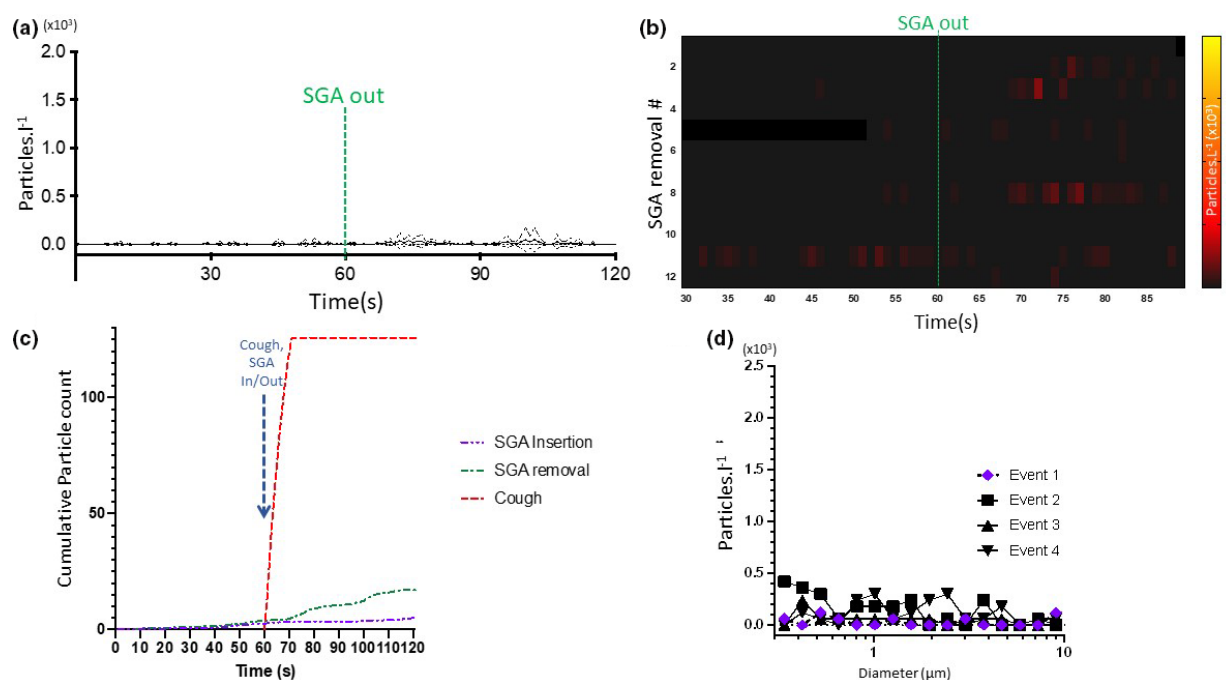 (a)
(x10³)
2.0
1.5
1.0
0.5
0.0
Particles.l⁻¹
SGA out
30
60
90
120
Time(s)
(b)
SGA out
2
4
6
8
10
12
SGA removal #
30
35
40
45
50
55
60
65
70
75
80
85
Time(s)
Particles.L⁻¹ (x10³)
(c)
Cumulative Particle count
100
50
0
Cough,
SGA
In/Out
SGA Insertion
SGA removal
Cough
0 10 20 30 40 50 60 70 80 90 100 110 120
Time (s)
(d)
(x10³)
2.5
2.0
1.5
1.0
0.5
0.0
Particles.l⁻¹
Event 1
Event 2
Event 3
Event 4
1
10
Diameter (µm)